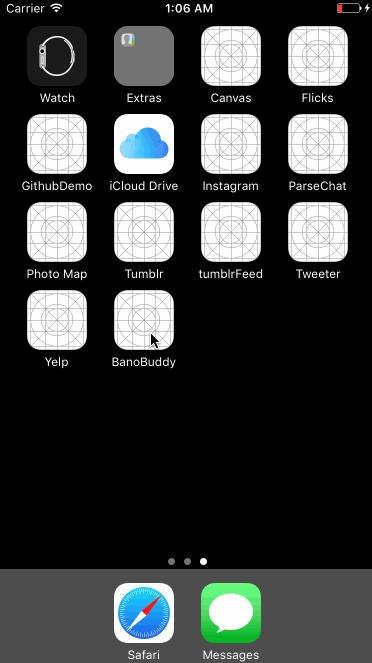 Carrier 1:06 AM
Watch Extras Canvas Flicks
GithubDemo iCloud Drive Instagram ParseChat
Photo Map Tumblr tumblrFeed Tweeter
Yelp BanoBuddy
Safari Messages